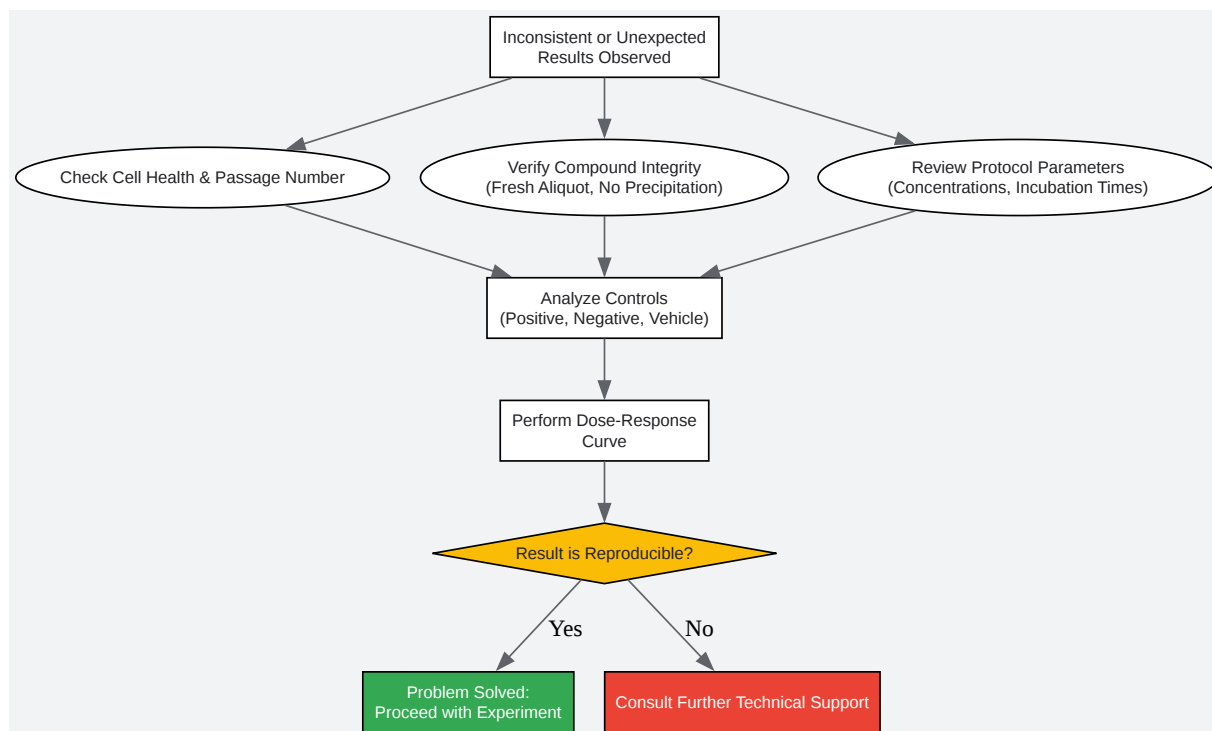 Inconsistent or Unexpected
Results Observed
Check Cell Health & Passage Number
Verify Compound Integrity
(Fresh Aliquot, No Precipitation)
Review Protocol Parameters
(Concentrations, Incubation Times)
Analyze Controls
(Positive, Negative, Vehicle)
Perform Dose-Response
Curve
Result is Reproducible?
Yes
No
Problem Solved:
Proceed with Experiment
Consult Further Technical Support